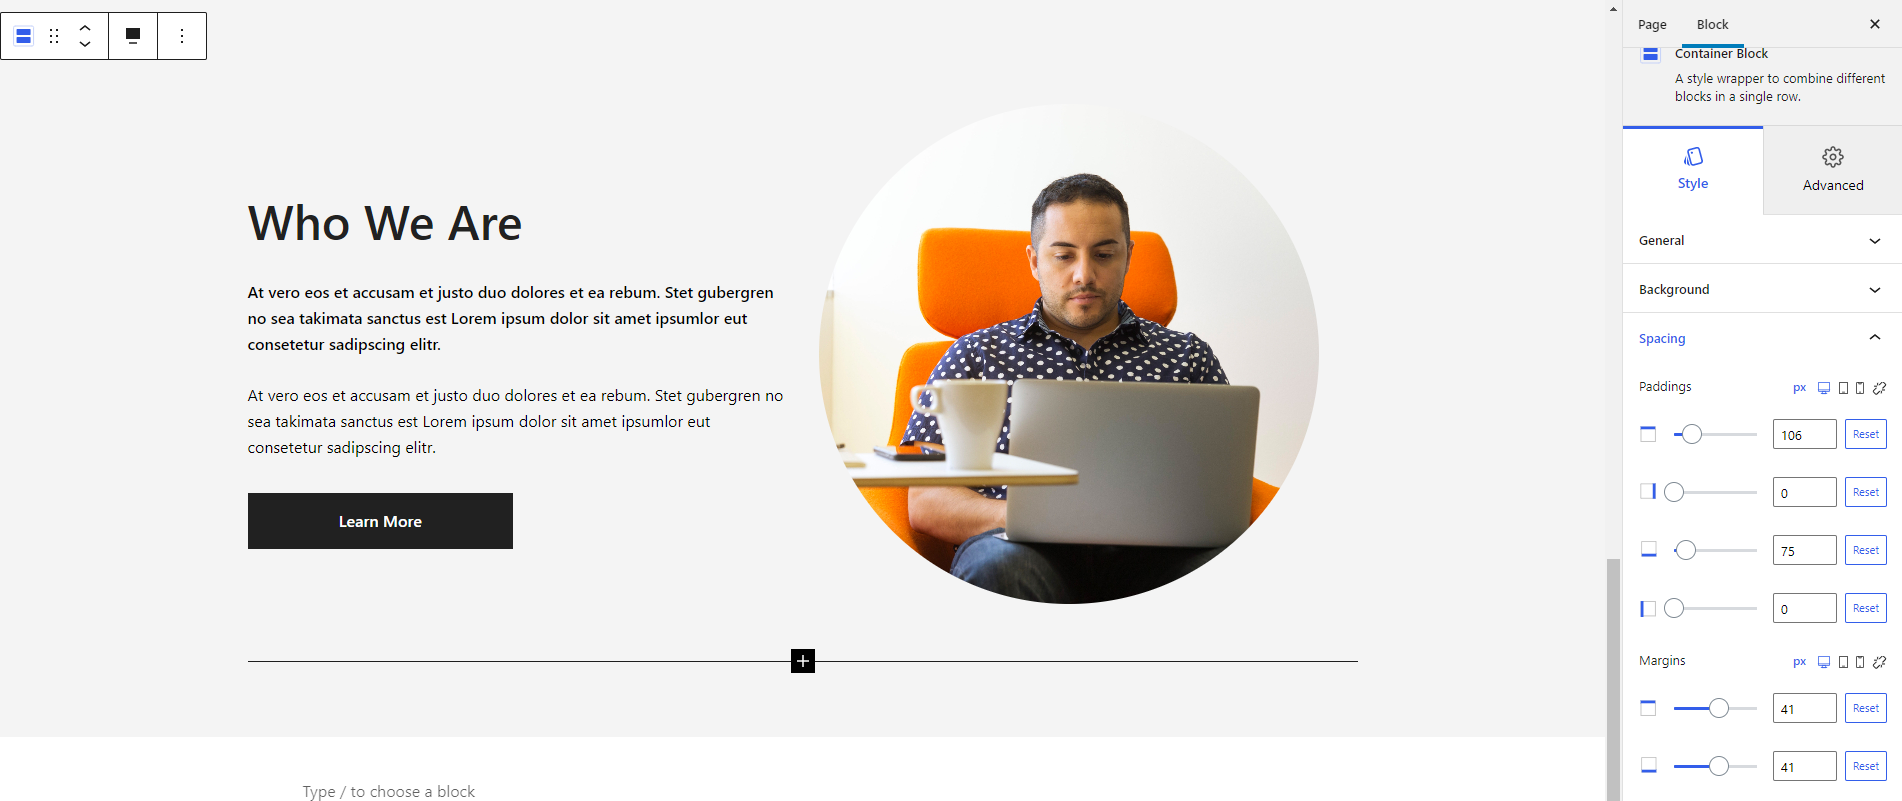 Page
Block
Container Block
A style wrapper to combine different
blocks in a single row.
Style
Advanced
General
Background
Spacing
Paddings
px
106
Reset
0
Reset
75
Reset
0
Reset
Margins
px
41
Reset
41
Reset
Who We Are
At vero eos et accusam et justo duo dolores et ea rebum. Stet gubergren
no sea takimata sanctus est Lorem ipsum dolor sit amet ipsumlor eut
consetetur sadipscing elitr.
At vero eos et accusam et justo duo dolores et ea rebum. Stet gubergren no
sea takimata sanctus est Lorem ipsum dolor sit amet ipsumlor eut
consetetur sadipscing elitr.
Learn More
Type / to choose a block